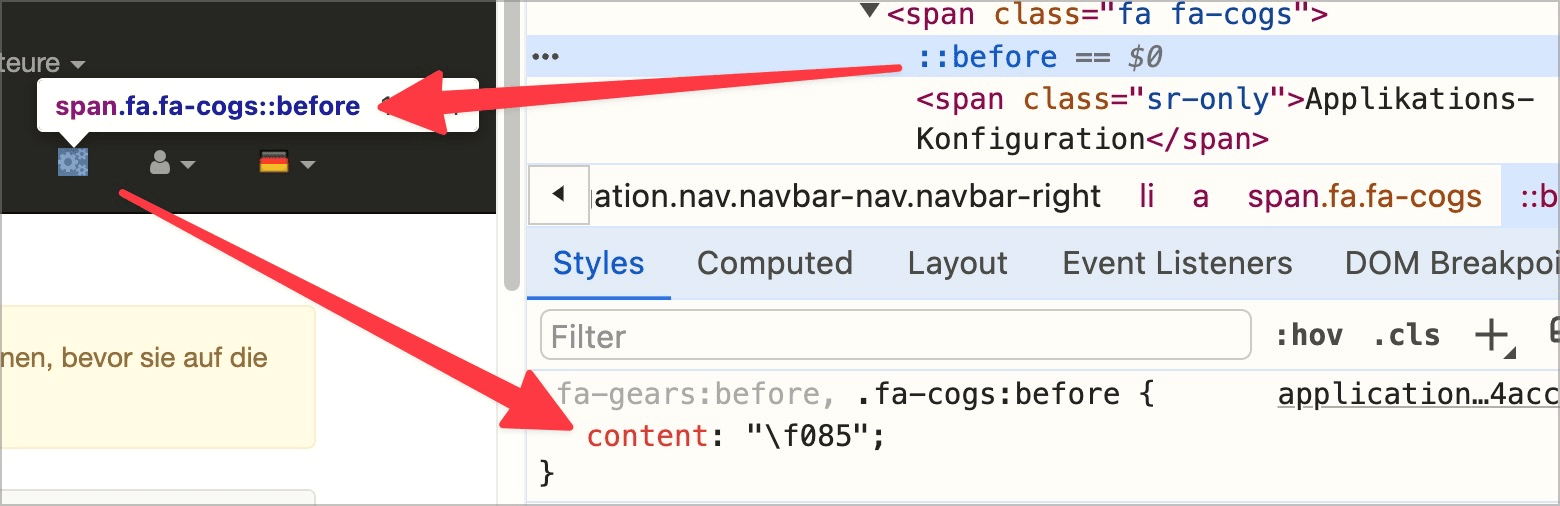 teure
span.fa.fa-cogs::before
nen, bevor sie auf die
<span class="fa fa-cogs">
··· ::before == $0
<span class="sr-only">Applikations-
Konfiguration</span>
ation.nav.navbar-nav.navbar-right li a span.fa.fa-cogs ::b
Styles Computed Layout Event Listeners DOM Breakpoi
Filter :hov .cls
fa-gears:before, .fa-cogs:before { application…4acc
content: "\f085";
}